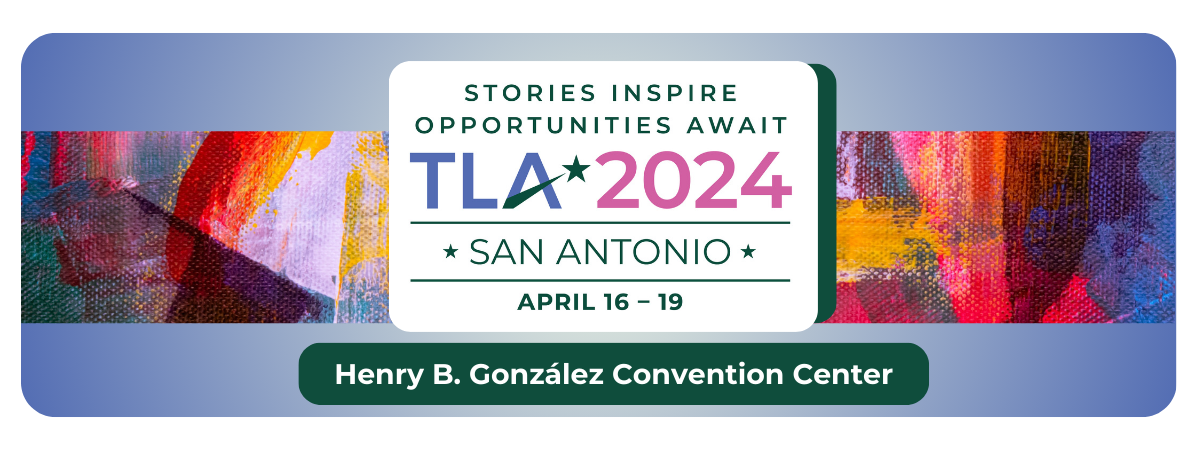 STORIES INSPIRE
OPPORTUNITIES AWAIT
TLA★2024
★ SAN ANTONIO ★
APRIL 16 – 19
Henry B. González Convention Center